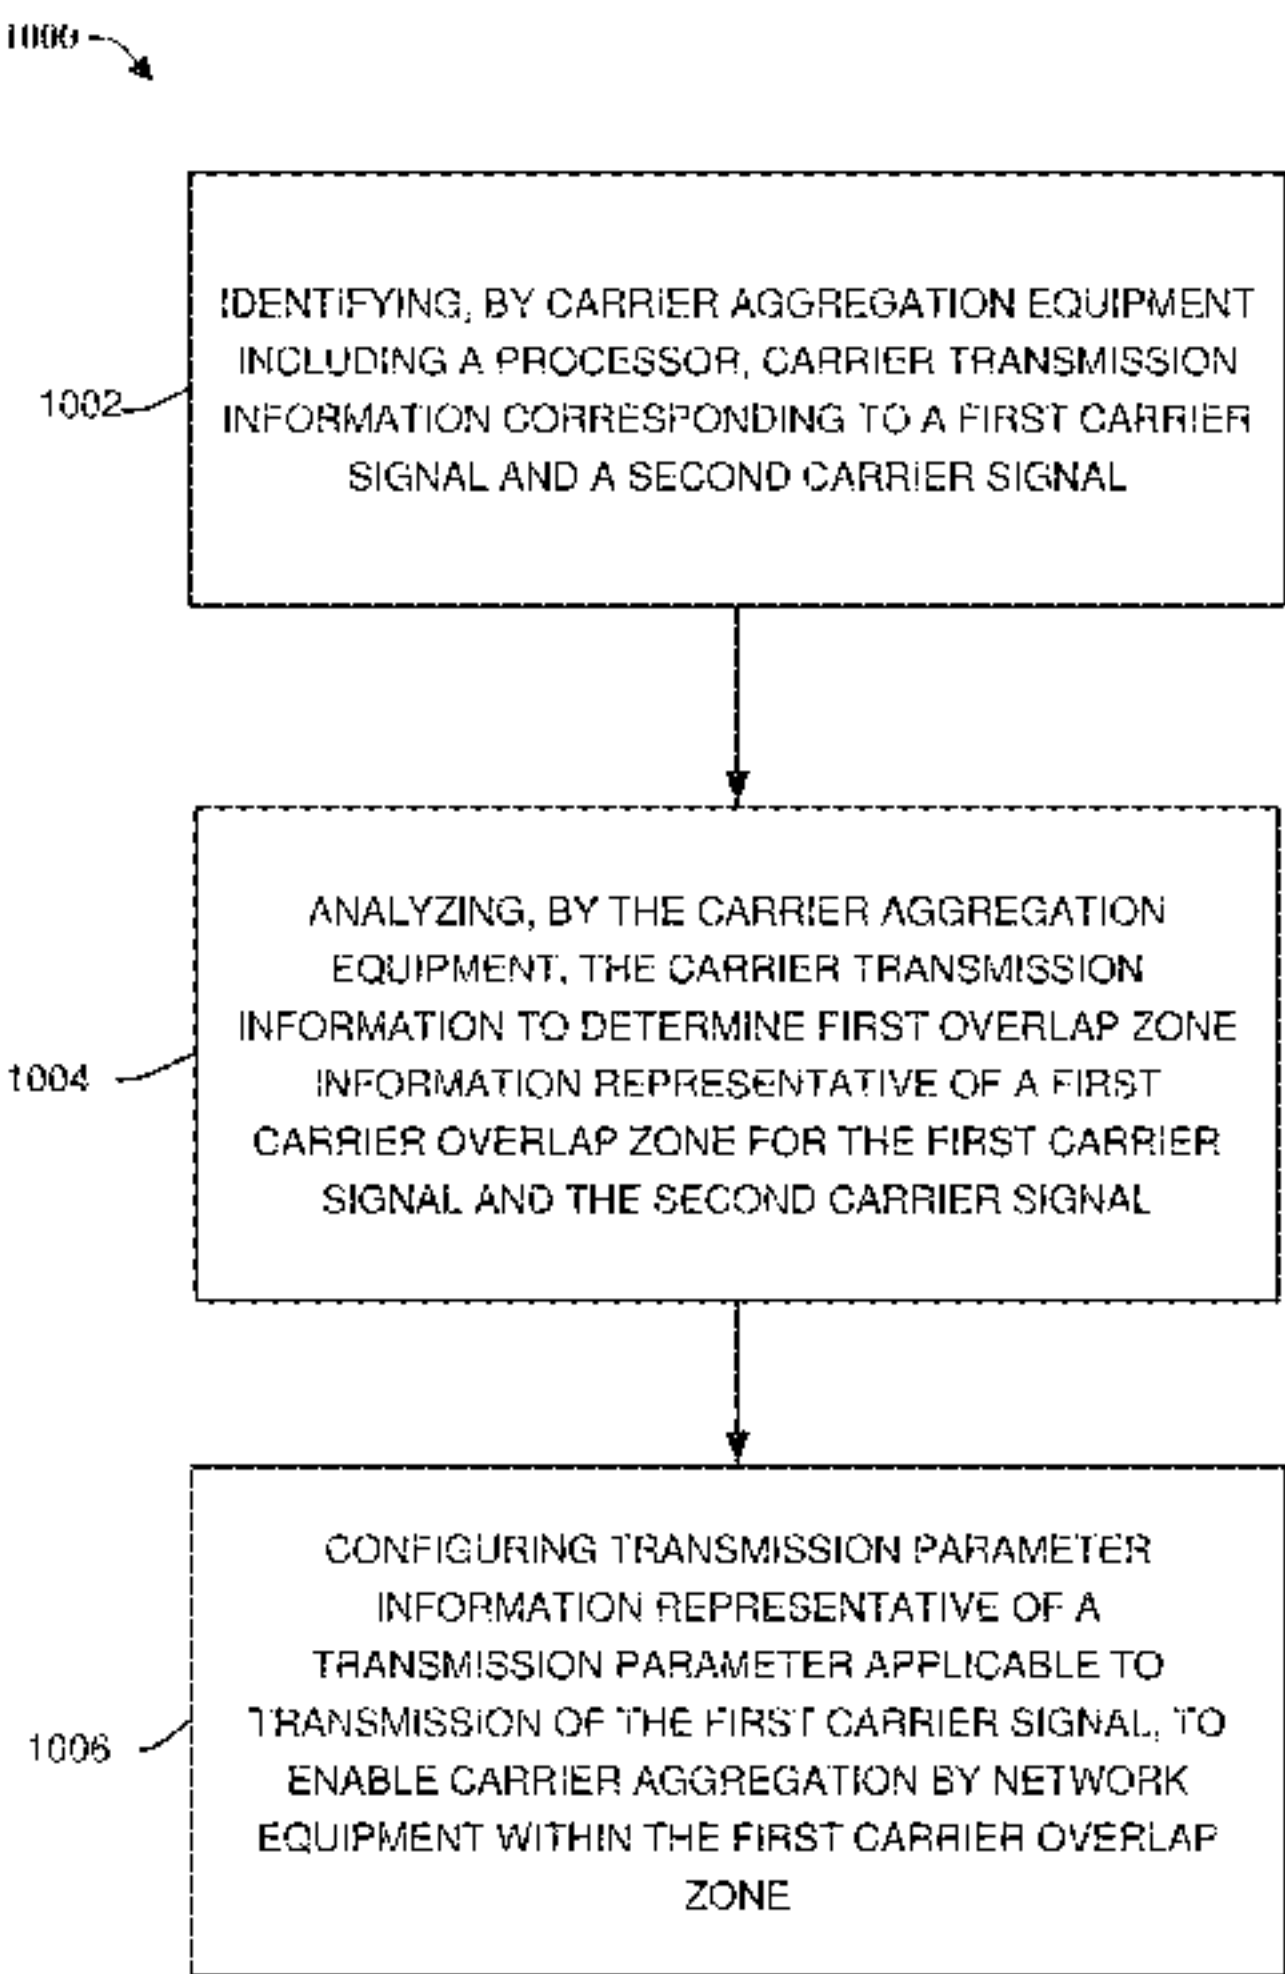 1000
IDENTIFYING, BY CARRIER AGGREGATION EQUIPMENT
INCLUDING A PROCESSOR, CARRIER TRANSMISSION
INFORMATION CORRESPONDING TO A FIRST CARRIER
SIGNAL AND A SECOND CARRIER SIGNAL
1002
ANALYZING, BY THE CARRIER AGGREGATION
EQUIPMENT, THE CARRIER TRANSMISSION
INFORMATION TO DETERMINE FIRST OVERLAP ZONE
INFORMATION REPRESENTATIVE OF A FIRST
CARRIER OVERLAP ZONE FOR THE FIRST CARRIER
SIGNAL AND THE SECOND CARRIER SIGNAL
1004
CONFIGURING TRANSMISSION PARAMETER
INFORMATION REPRESENTATIVE OF A
TRANSMISSION PARAMETER APPLICABLE TO
TRANSMISSION OF THE FIRST CARRIER SIGNAL, TO
ENABLE CARRIER AGGREGATION BY NETWORK
EQUIPMENT WITHIN THE FIRST CARRIER OVERLAP
ZONE
1006